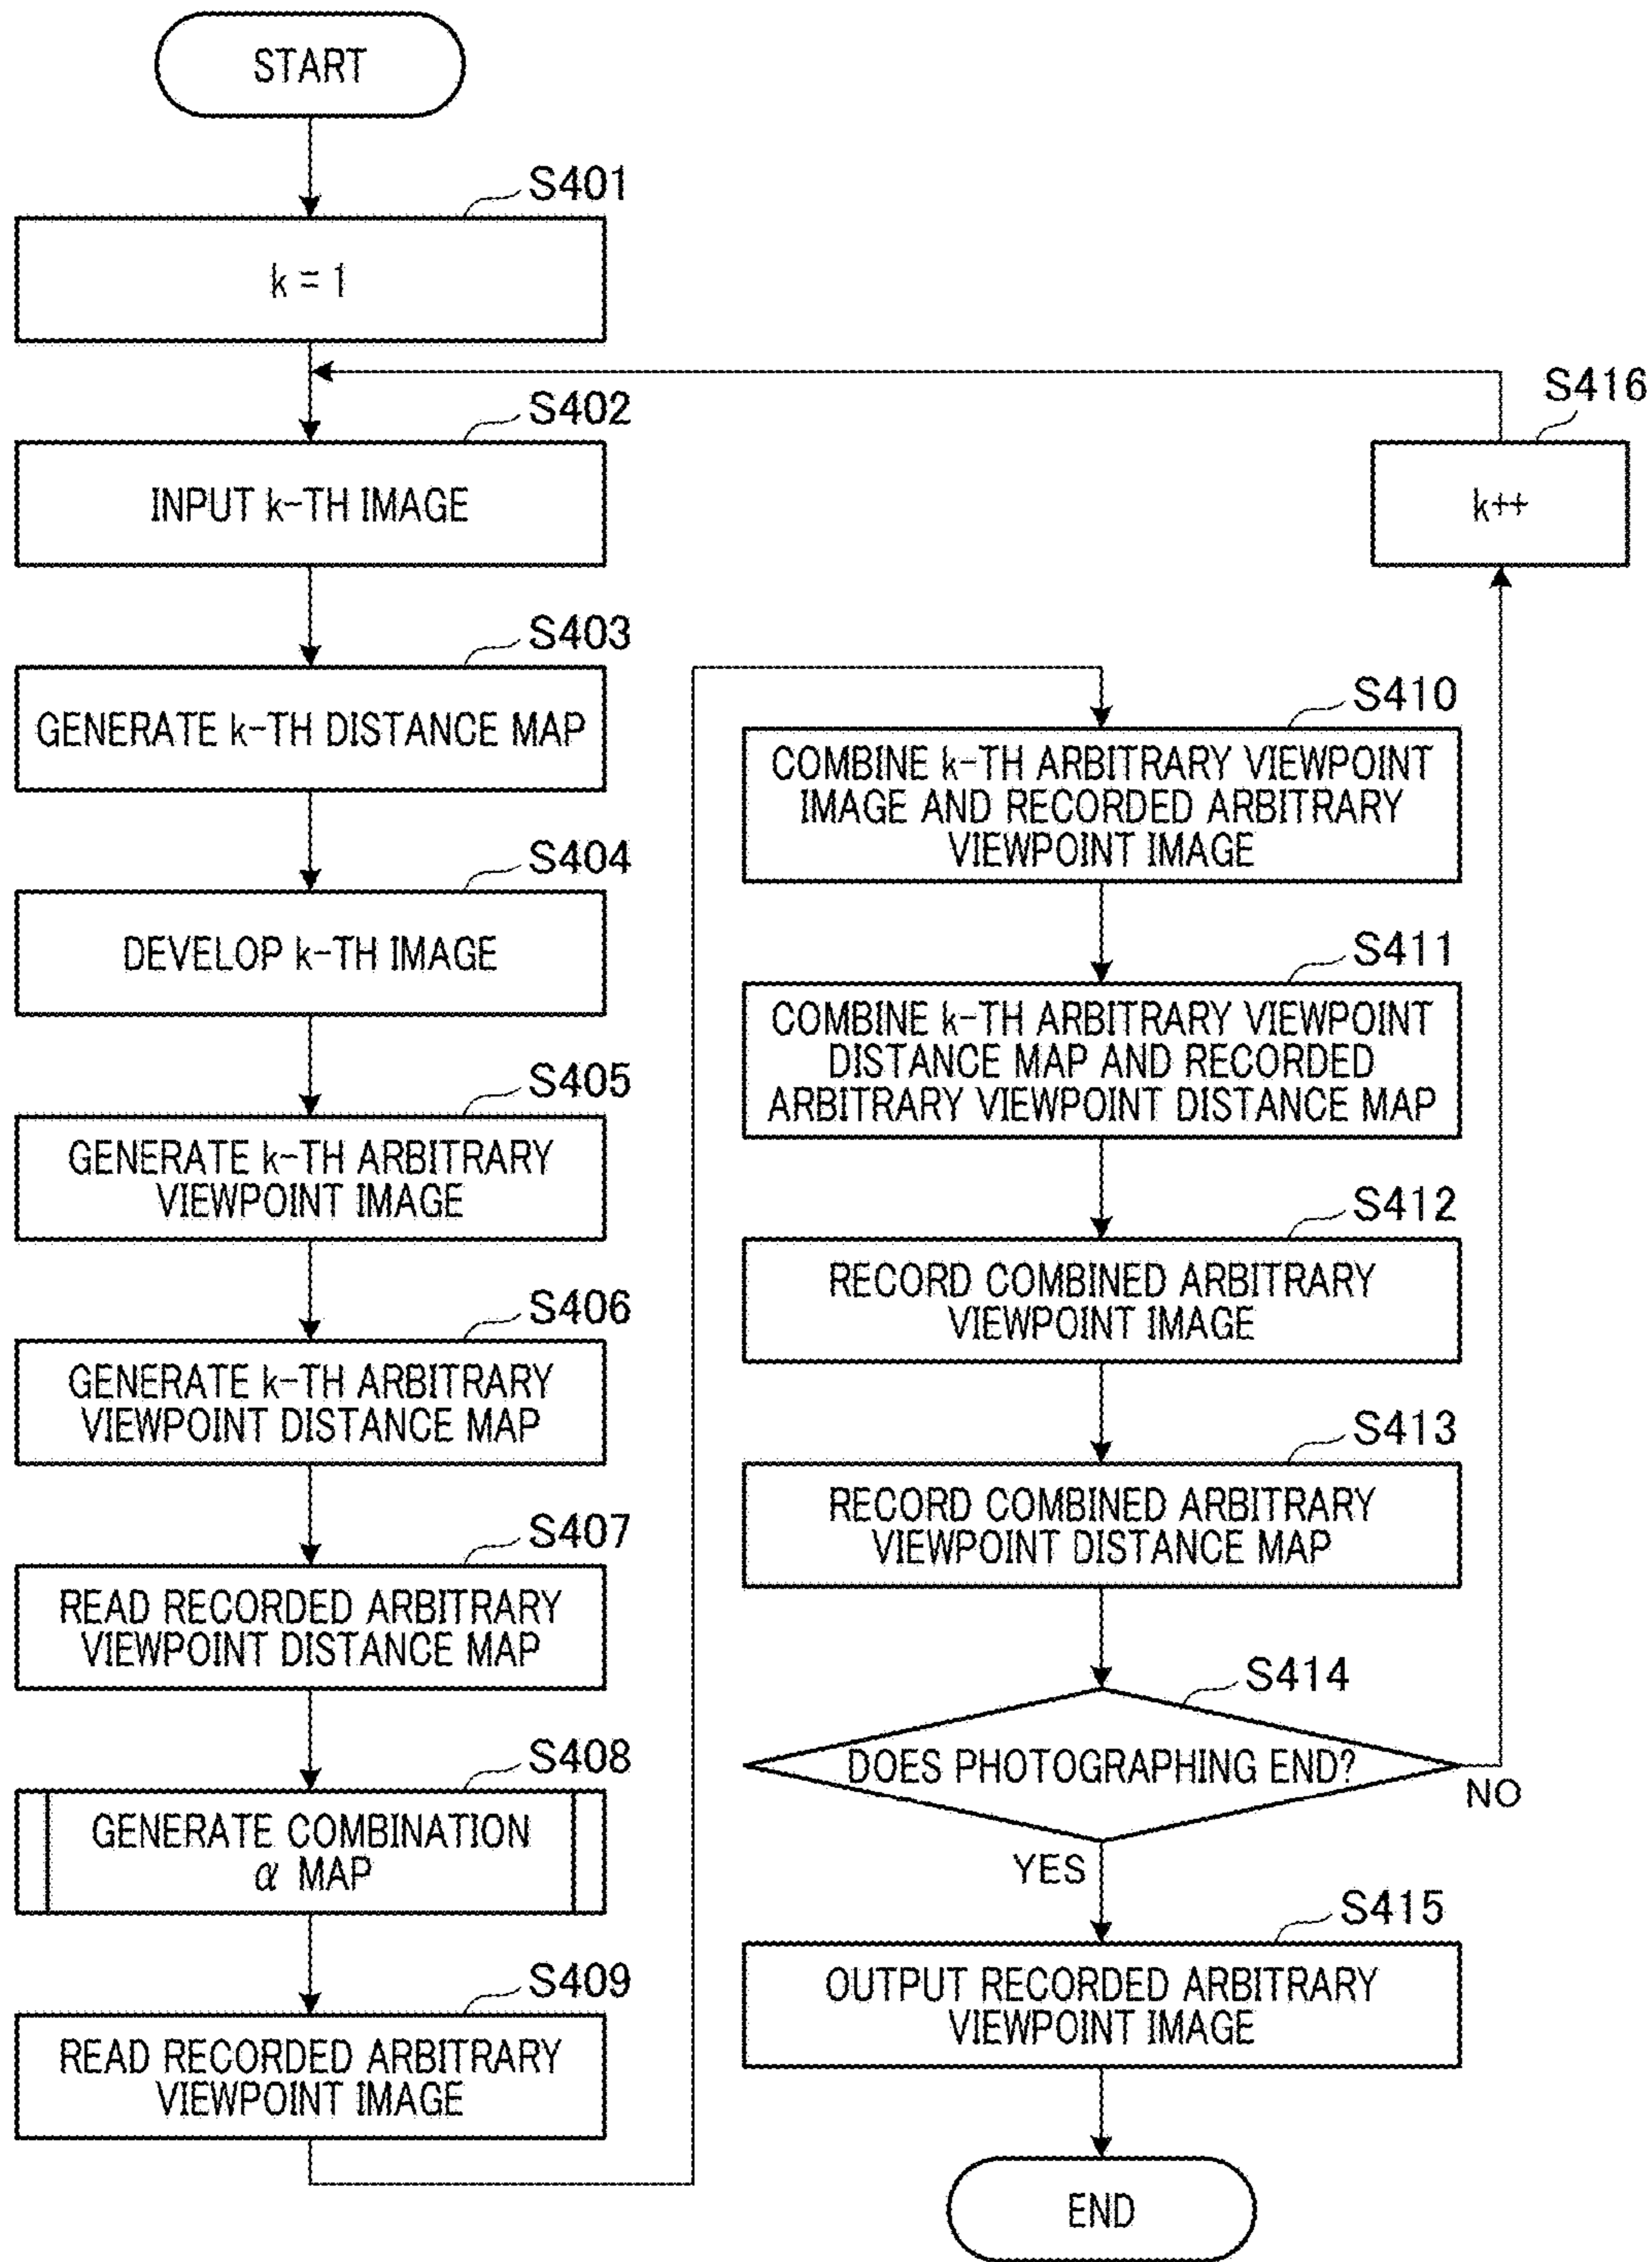 START
S401
k = 1
S402
INPUT k-TH IMAGE
S403
GENERATE k-TH DISTANCE MAP
S404
DEVELOP k-TH IMAGE
S405
GENERATE k-TH ARBITRARY
VIEWPOINT IMAGE
S406
GENERATE k-TH ARBITRARY
VIEWPOINT DISTANCE MAP
S407
READ RECORDED ARBITRARY
VIEWPOINT DISTANCE MAP
S408
GENERATE COMBINATION
α MAP
S409
READ RECORDED ARBITRARY
VIEWPOINT IMAGE
S410
COMBINE k-TH ARBITRARY VIEWPOINT
IMAGE AND RECORDED ARBITRARY
VIEWPOINT IMAGE
S411
COMBINE k-TH ARBITRARY VIEWPOINT
DISTANCE MAP AND RECORDED
ARBITRARY VIEWPOINT DISTANCE MAP
S412
RECORD COMBINED ARBITRARY
VIEWPOINT IMAGE
S413
RECORD COMBINED ARBITRARY
VIEWPOINT DISTANCE MAP
S414
DOES PHOTOGRAPHING END?
NO
YES
S415
OUTPUT RECORDED ARBITRARY
VIEWPOINT IMAGE
END
S416
k++